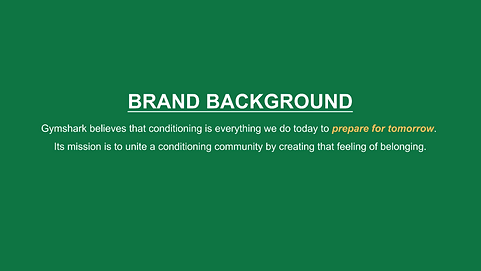 BRAND BACKGROUND
Gymshark believes that conditioning is everything we do today to prepare for tomorrow.
Its mission is to unite a conditioning community by creating that feeling of belonging.